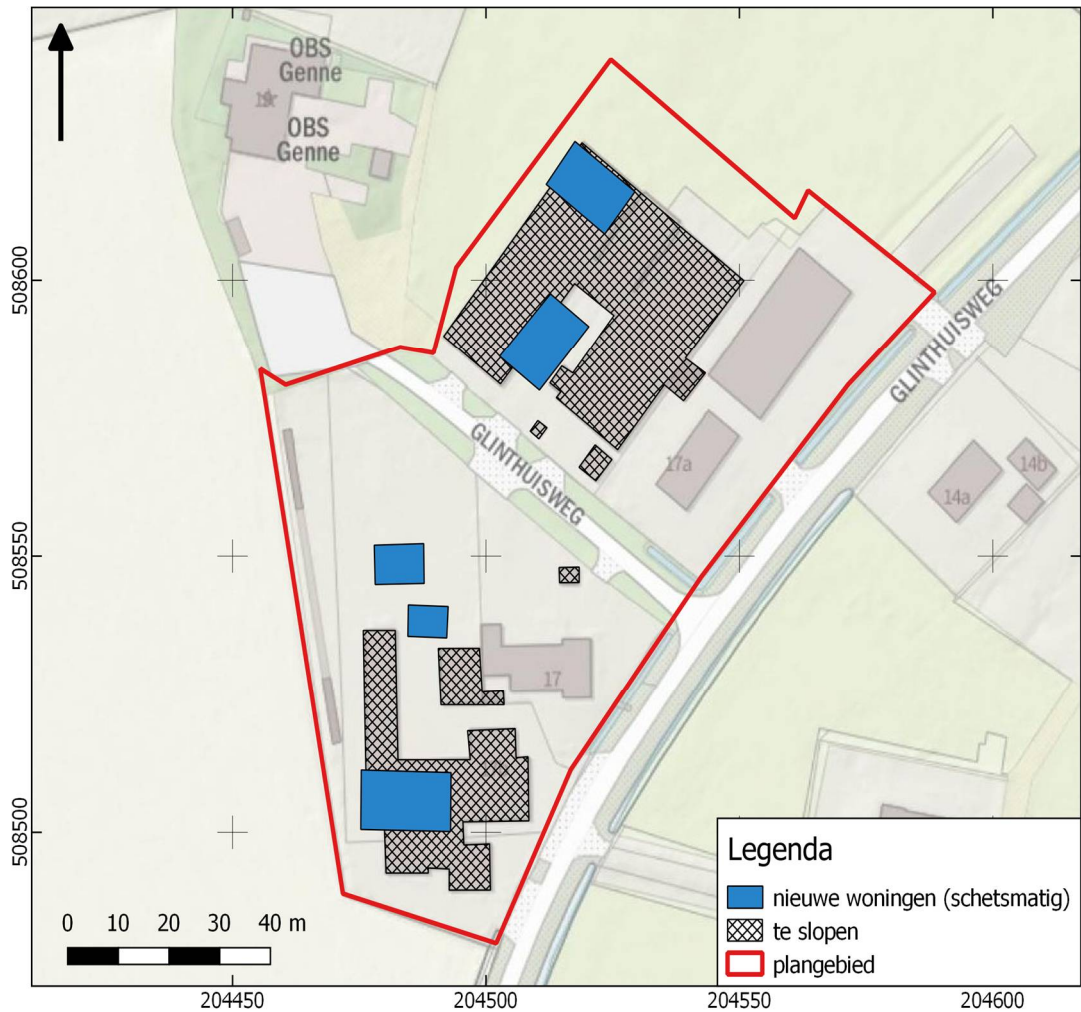 OBS
Genne
OBS
Genne
GLINTHUISWEG
GLINTHUISWEG
17a
14a
14b
17
508600
508550
508500
204450
204500
204550
204600
0 10 20 30 40 m
Legenda
nieuwe woningen (schetsmatig)
te slopen
plangebied